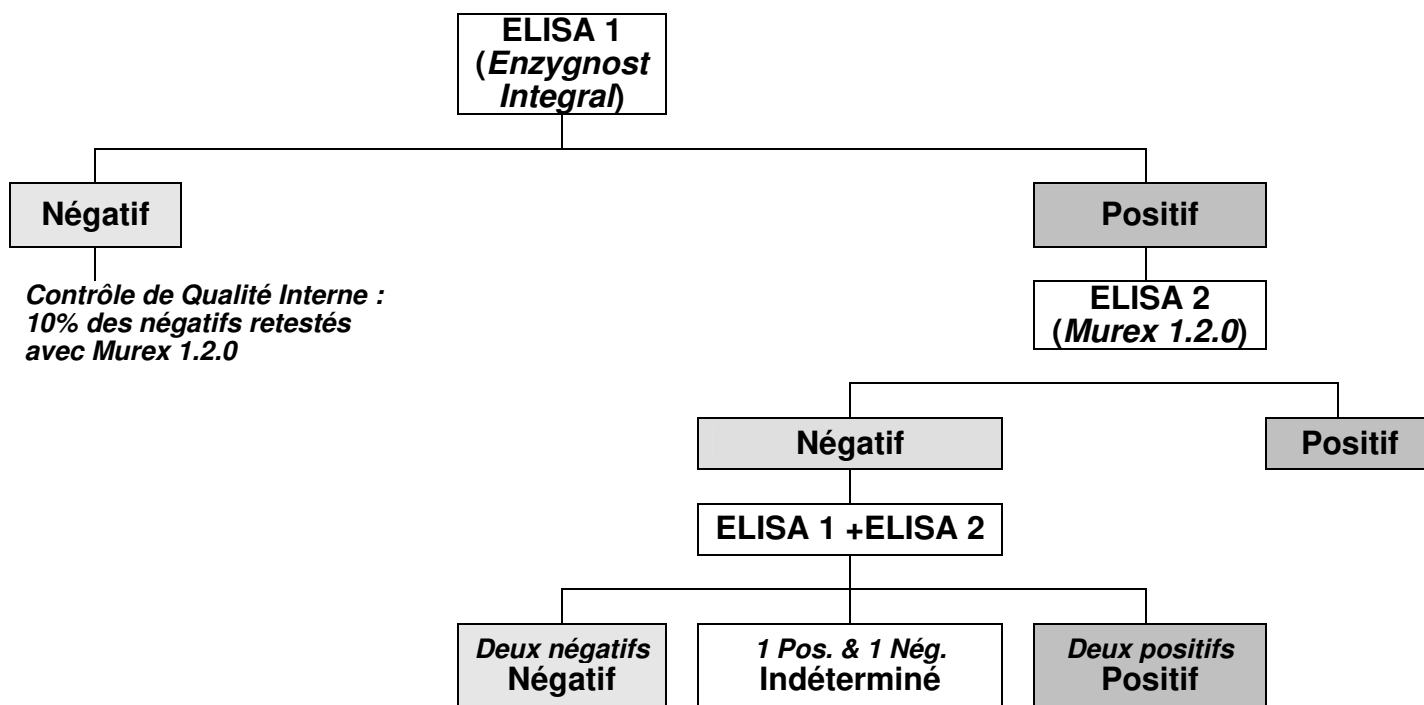 ELISA 1
(Enzygnost
Integral)
Négatif
Positif
Contrôle de Qualité Interne :
10% des négatifs retestés
avec Murex 1.2.0
ELISA 2
(Murex 1.2.0)
Négatif
Positif
ELISA 1 +ELISA 2
Deux négatifs
Négatif
1 Pos. & 1 Nég.
Indéterminé
Deux positifs
Positif